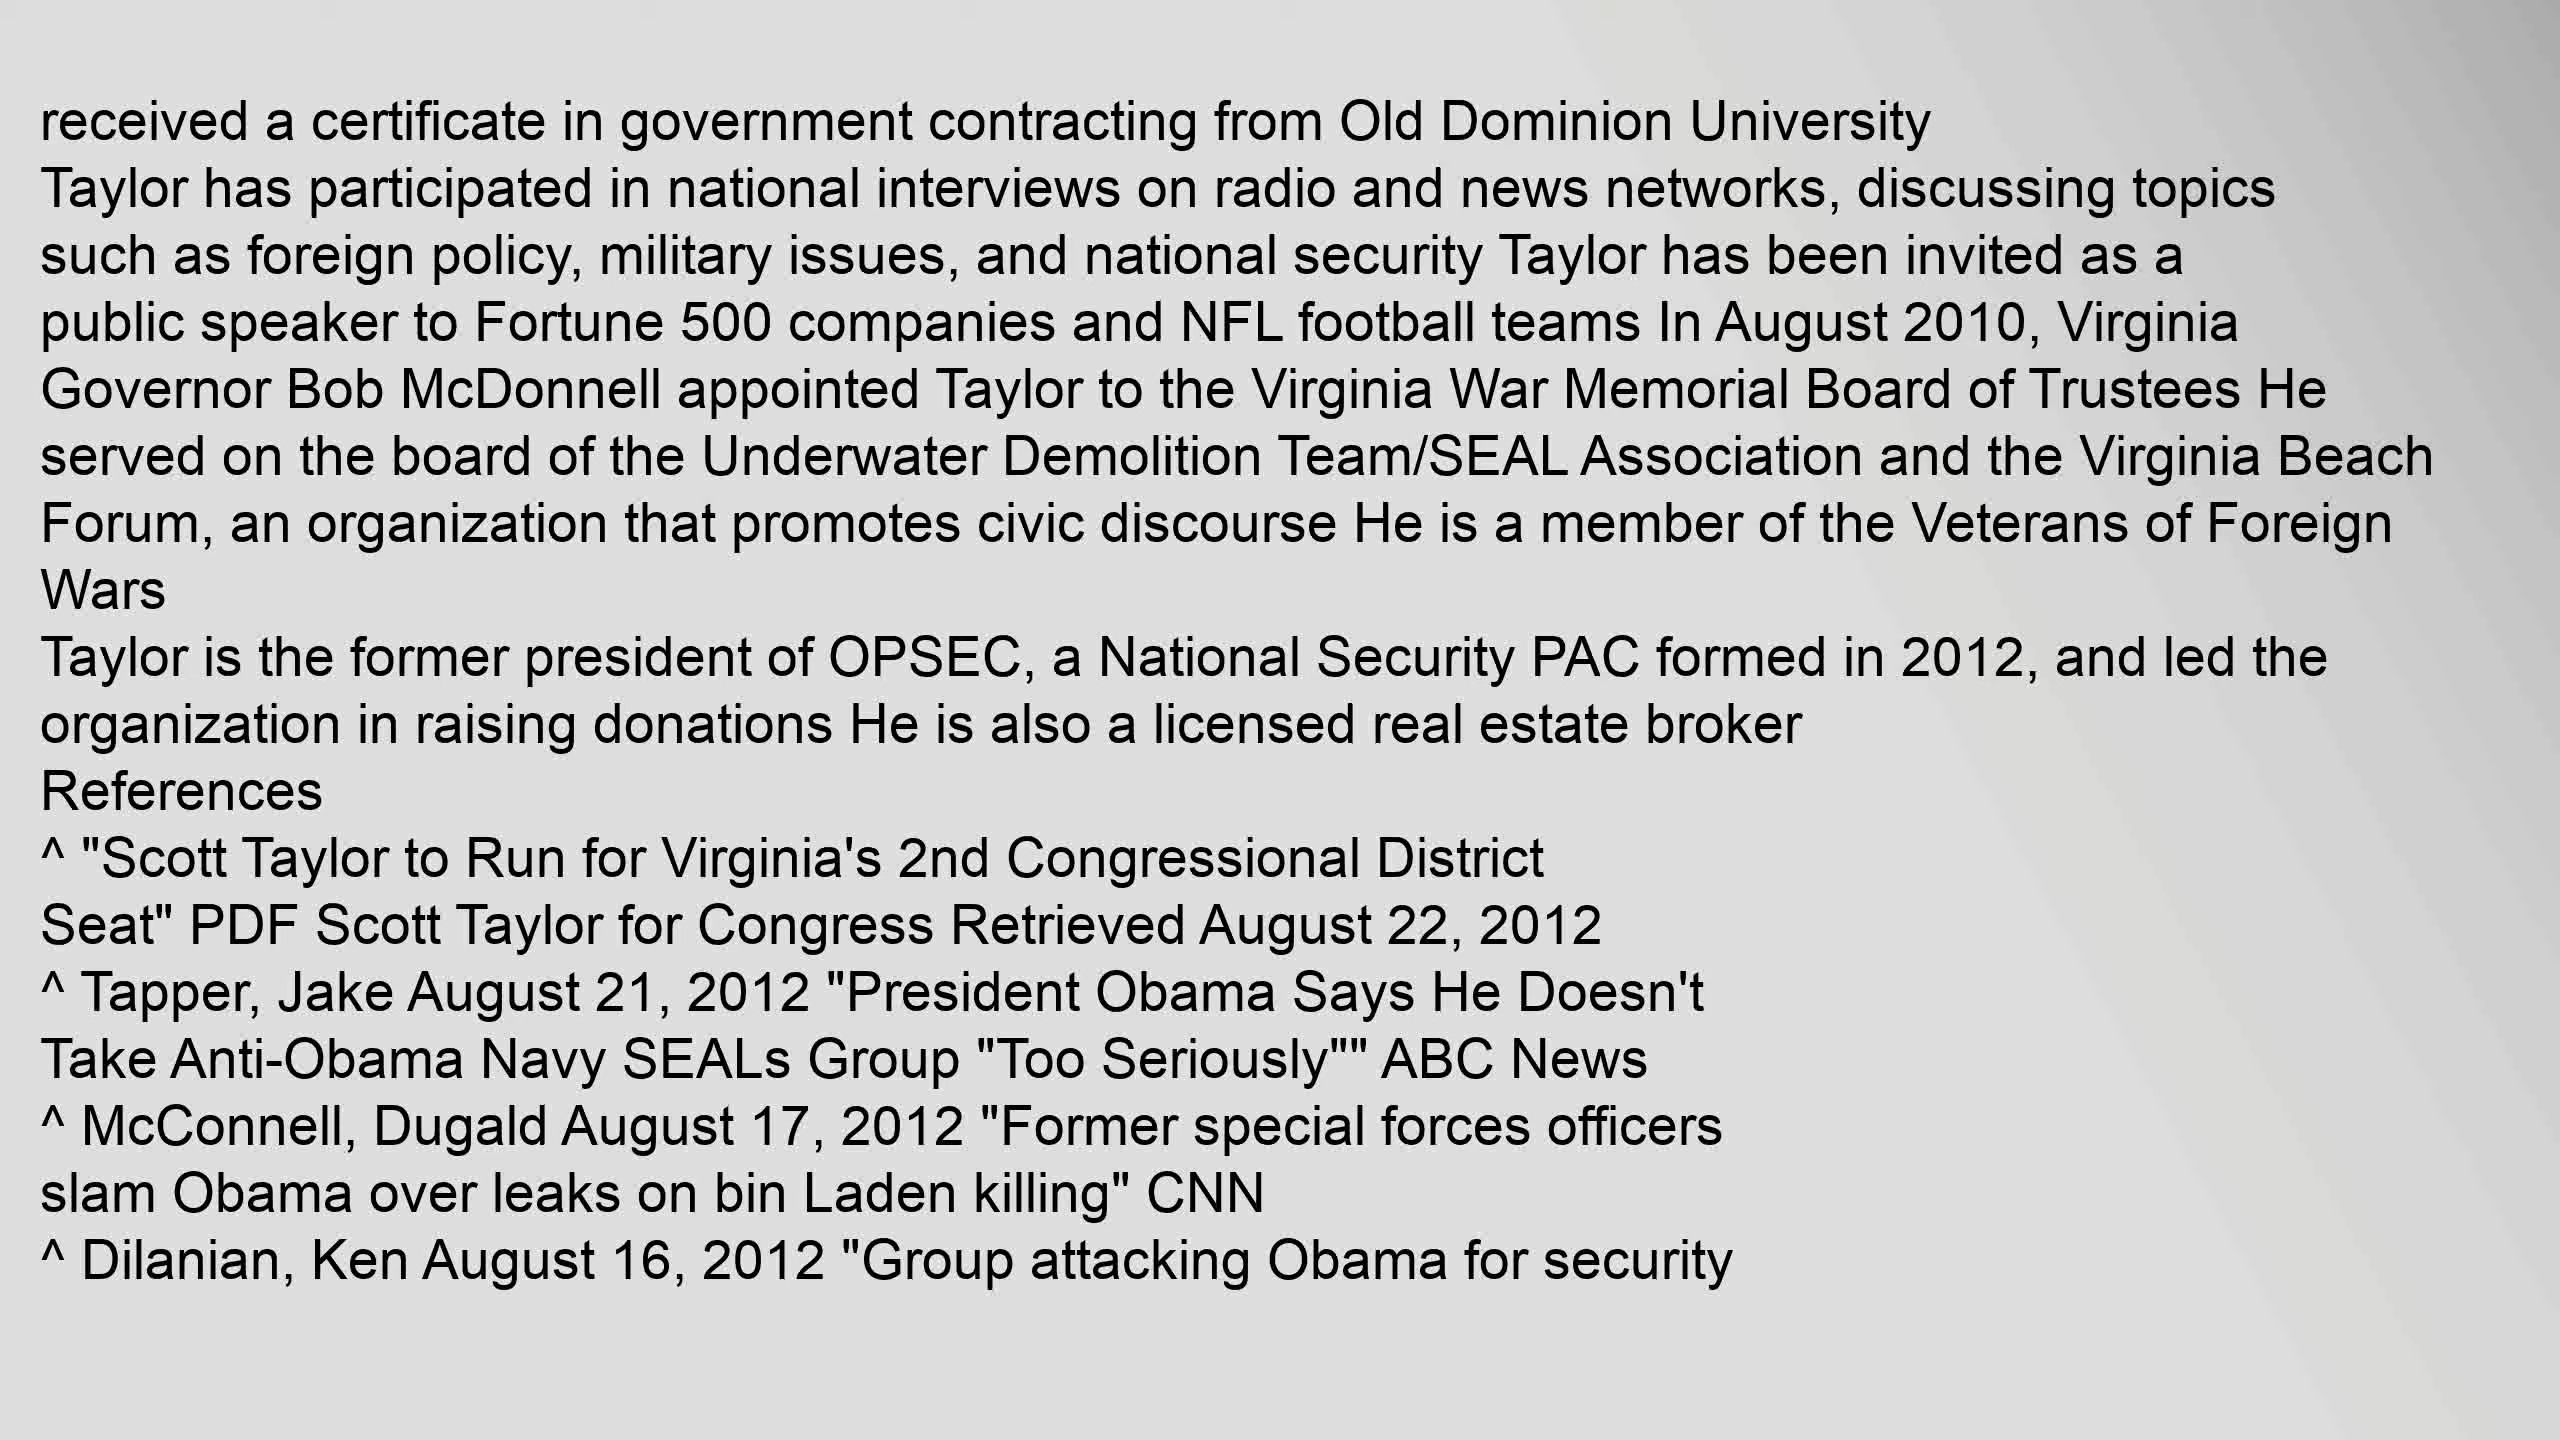 received a certificate in government contracting from Old Dominion University
Taylor has participated in national interviews on radio and news networks, discussing topics
such as foreign policy, military issues, and national security Taylor has been invited as a
public speaker to Fortune 500 companies and NFL football teams In August 2010, Virginia
Governor Bob McDonnell appointed Taylor to the Virginia War Memorial Board of Trustees He
served on the board of the Underwater Demolition Team/SEAL Association and the Virginia Beach
Forum, an organization that promotes civic discourse He is a member of the Veterans of Foreign
Wars
Taylor is the former president of OPSEC, a National Security PAC formed in 2012, and led the
organization in raising donations He is also a licensed real estate broker
References
^ "Scott Taylor to Run for Virginia's 2nd Congressional District
Seat" PDF Scott Taylor for Congress Retrieved August 22, 2012
^ Tapper, Jake August 21, 2012 "President Obama Says He Doesn't
Take Anti-Obama Navy SEALs Group "Too Seriously"" ABC News
^ McConnell, Dugald August 17, 2012 "Former special forces officers
slam Obama over leaks on bin Laden killing" CNN
^ Dilanian, Ken August 16, 2012 "Group attacking Obama for security